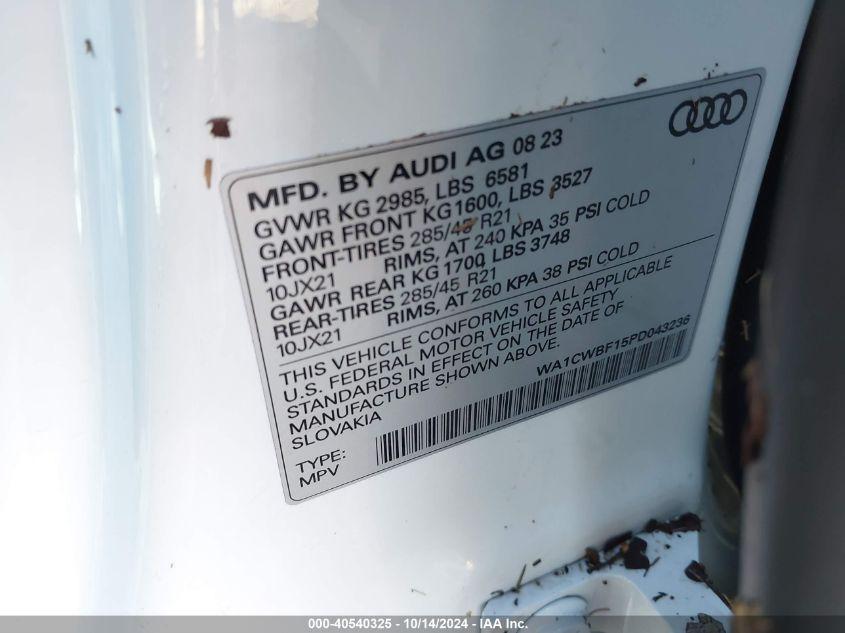 MFD. BY AUDI AG 08 23
GVWR KG 2985, LBS 6581
GAWR FRONT KG 1600, LBS 3527
FRONT-TIRES 285/45 R21
10JX21 RIMS, AT 240 KPA 35 PSI COLD
GAWR REAR KG 1700 LBS 3748
REAR-TIRES 285/45 R21
10JX21 RIMS, AT 260 KPA 38 PSI COLD
THIS VEHICLE CONFORMS TO ALL APPLICABLE
U.S. FEDERAL MOTOR VEHICLE SAFETY
STANDARDS IN EFFECT ON THE DATE OF
MANUFACTURE SHOWN ABOVE.
SLOVAKIA
WA1CWBF15PD043236
TYPE:
MPV
000-40540325 - 10/14/2024 - IAA Inc.